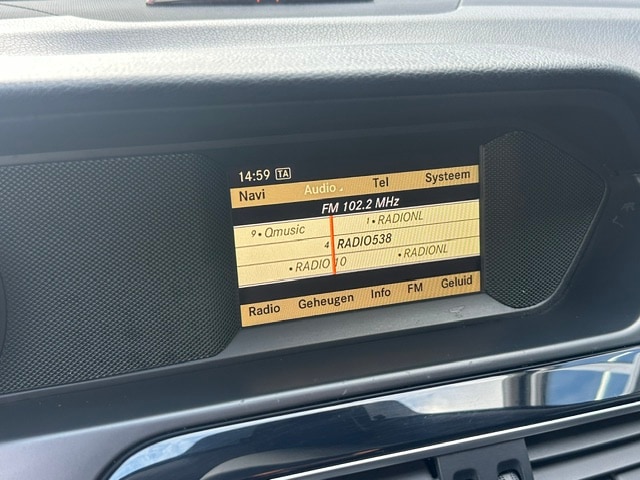 14:59 TA
Navi Audio Tel Systeem
FM 102.2 MHz
9•Qmusic 1•RADIONL
4 RADIO538
•RADIO 10 •RADIONL
Radio Geheugen Info FM Geluid